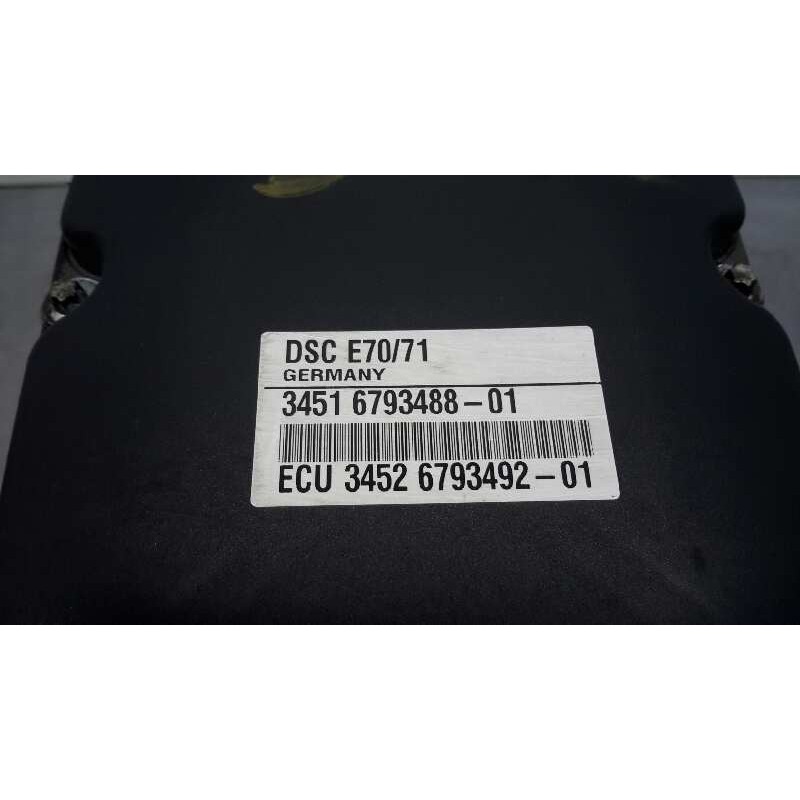 DSC E70/71
GERMANY
3451 6793488-01
ECU 3452 6793492-01